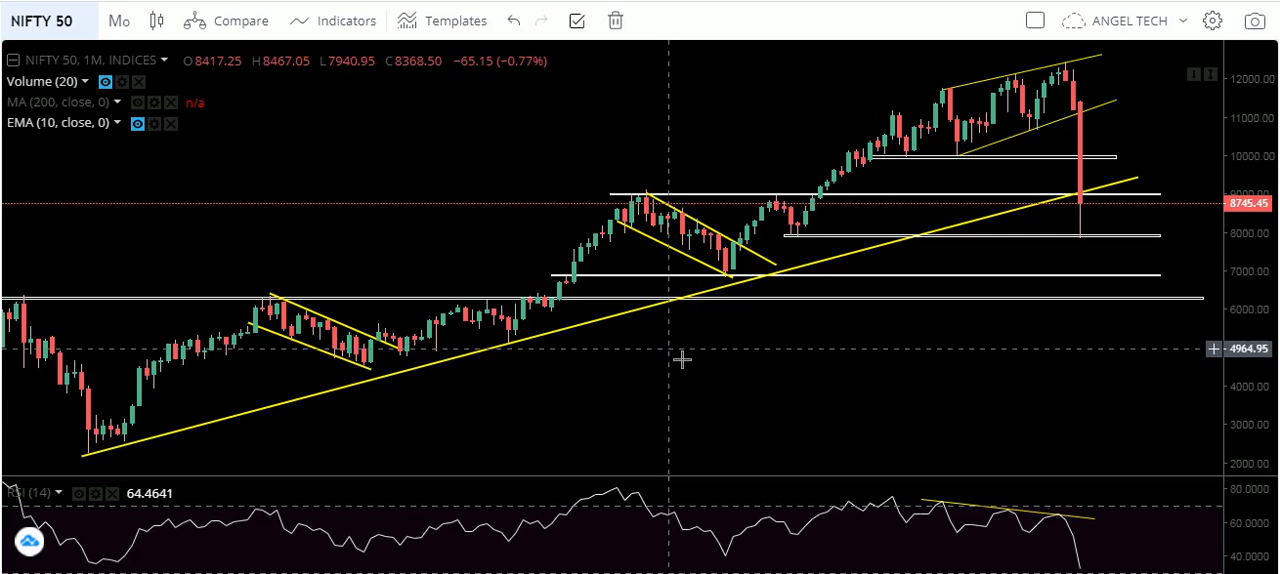 NIFTY 50 Mo Compare Indicators Templates ANGEL TECH
NIFTY 50, 1M, INDICES O 8417.25 H 8467.05 L 7940.95 C 8368.50 −65.15 (−0.77%)
Volume (20)
MA (200, close, 0) n/a
EMA (10, close, 0)
12000.00
11000.00
10000.00
9000.00
8745.45
8000.00
7000.00
6000.00
4964.95
4000.00
3000.00
2000.00
RSI (14) 64.4641
80.0000
60.0000
40.0000